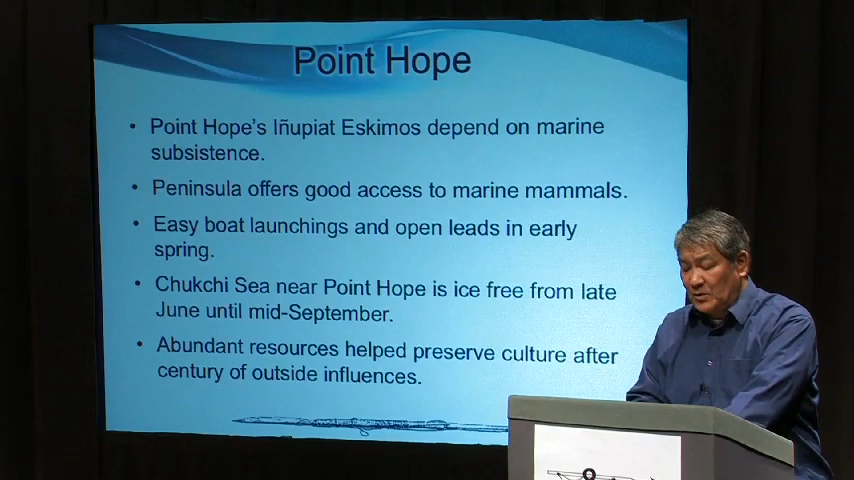 Point Hope
• Point Hope's Iñupiat Eskimos depend on marine
subsistence.
• Peninsula offers good access to marine mammals.
• Easy boat launchings and open leads in early
spring.
• Chukchi Sea near Point Hope is ice free from late
June until mid-September.
• Abundant resources helped preserve culture after
century of outside influences.